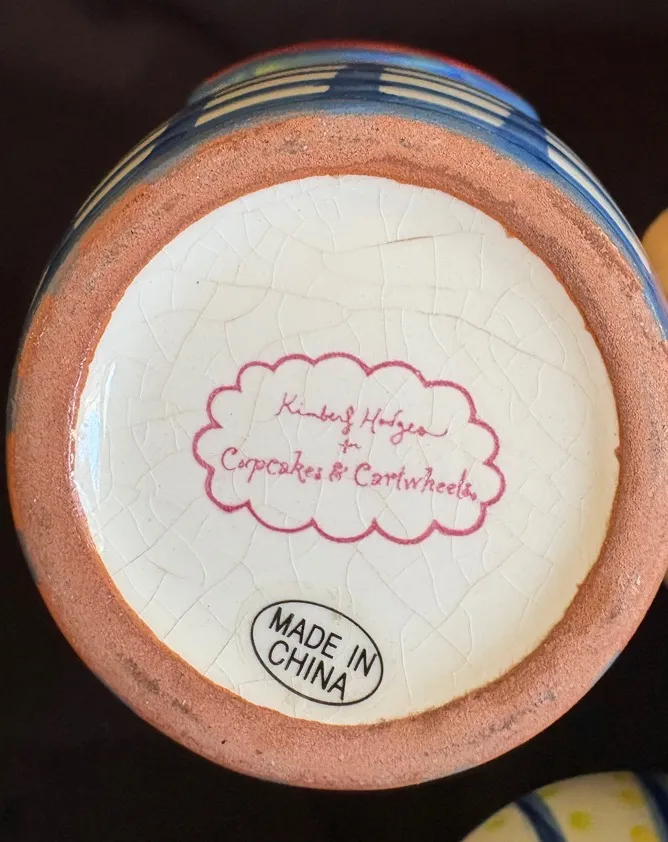 Kimberly Hodges
for
Cupcakes & Cartwheels.
MADE IN
CHINA